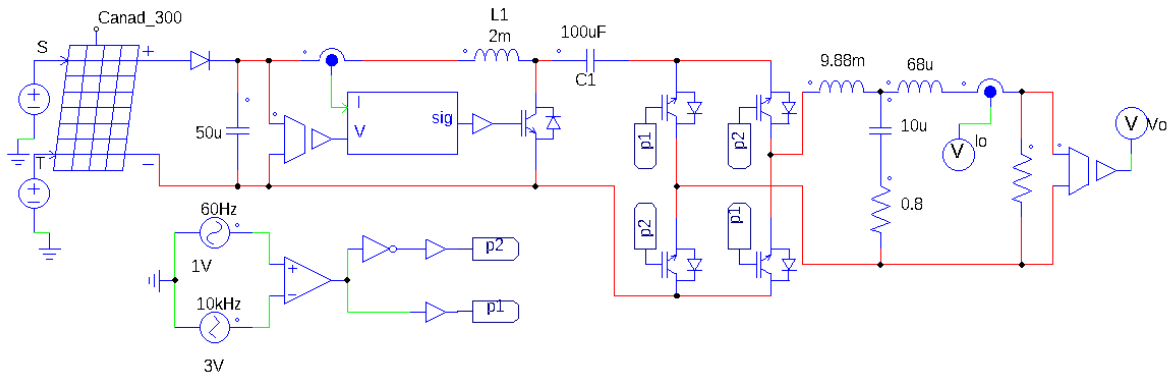 Canad_300
S
T
50u
I
V
sig
L1
2m
100uF
C1
p1
p2
p2
p1
9.88m
68u
10u
0.8
V
Io
V
Vo
60Hz
1V
10kHz
3V
p2
p1